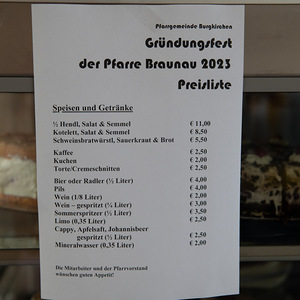 Pfarrgemeinde Burgkirchen
Gründungsfest
der Pfarre Braunau 2023
Preisliste
Speisen und Getränke
½ Hendl, Salat & Semmel € 11,00
Kotelett, Salat & Semmel € 8,50
Schweinsbratwürstl, Sauerkraut & Brot € 5,50
Kaffee € 2,50
Kuchen € 2,00
Torte/Cremeschnitten € 2,50
Bier oder Radler (½ Liter) € 4,00
Pils € 4,00
Wein (1/8 Liter) € 2,00
Wein – gespritzt (¼ Liter) € 3,00
Sommerspritzer (½ Liter) € 3,50
Limo (0,35 Liter) € 2,50
Cappy, Apfelsaft, Johannisbeer
gespritzt (½ Liter) € 2,50
Mineralwasser (0,35 Liter) € 2,00
Die Mitarbeiter und der Pfarrvorstand
wünschen guten Appetit!